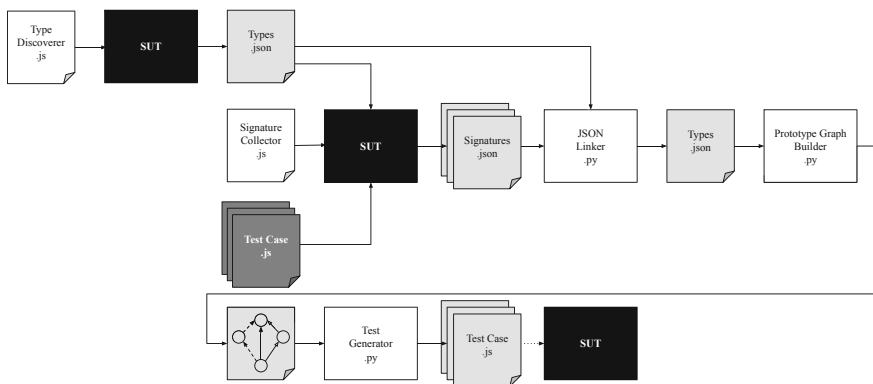 Type
Discoverer
.js
SUT
Types
.json
Signature
Collector
.js
SUT
Signatures
.json
JSON
Linker
.py
Types
.json
Prototype Graph
Builder
.py
Test Case
.js
Test
Generator
.py
Test Case
.js
SUT